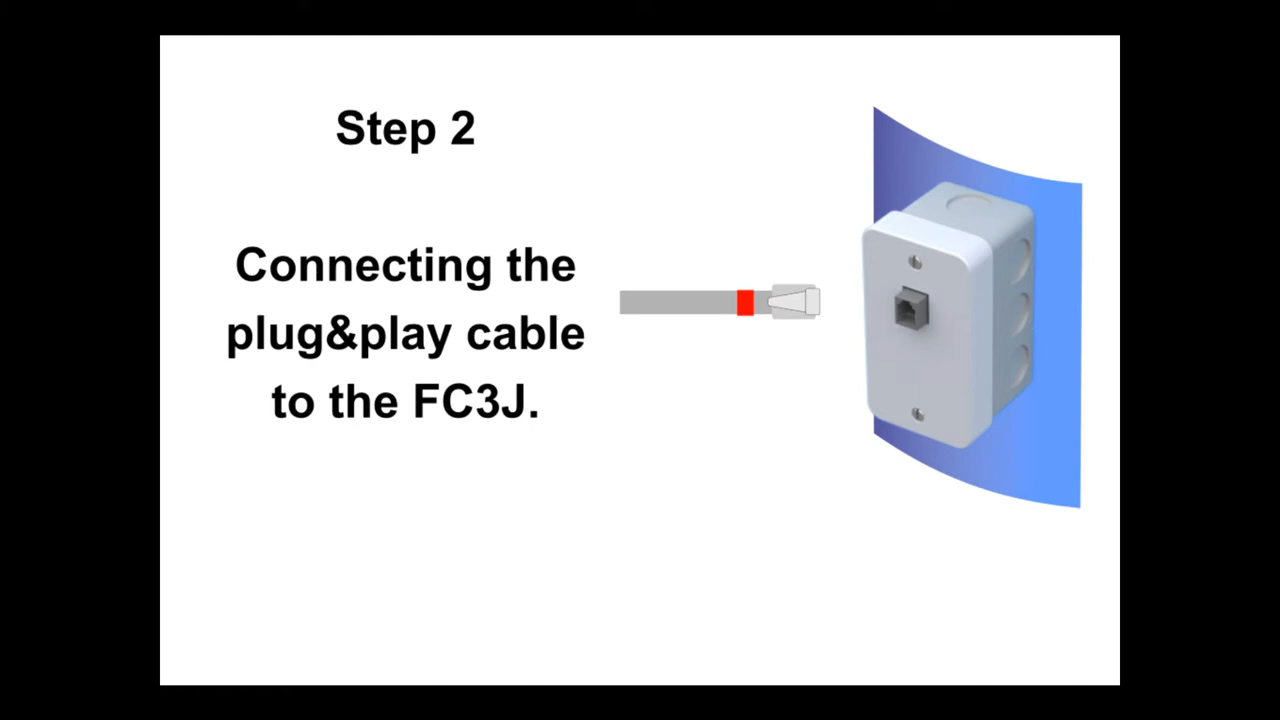 Step 2
Connecting the
plug&play cable
to the FC3J.